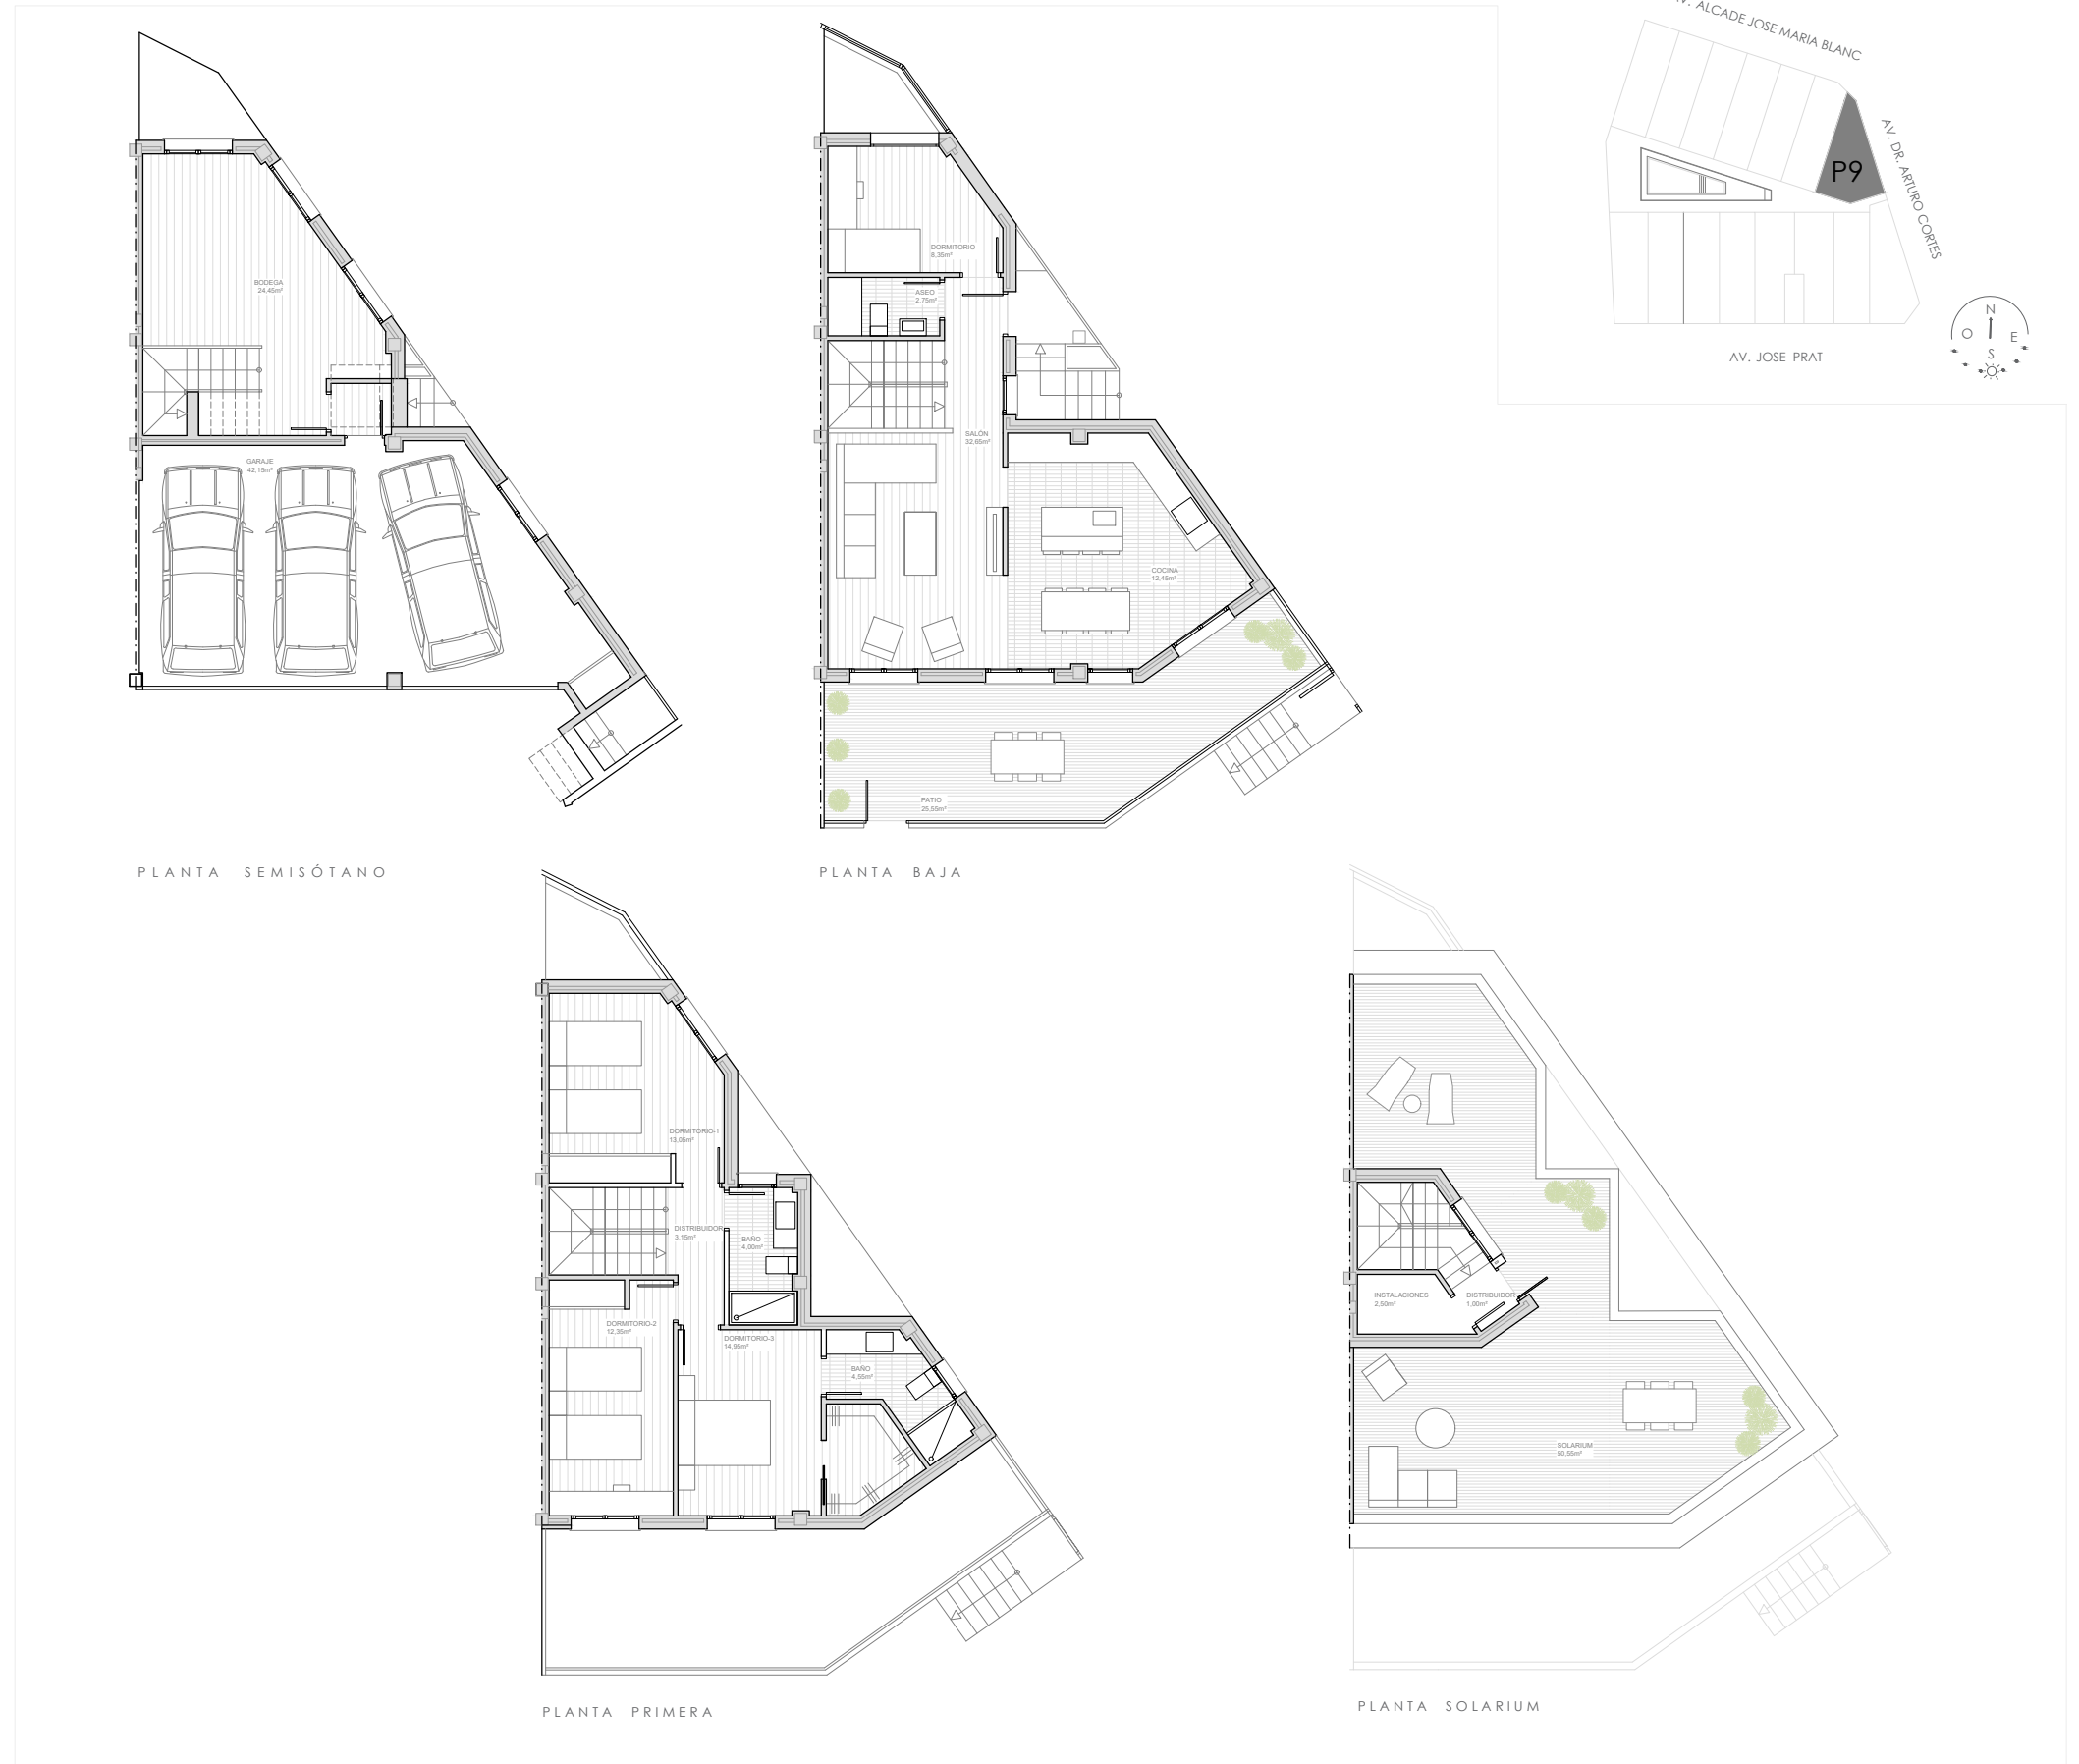 AV. ALCADE JOSE MARIA BLANC
AV. DR. ARTURO CORTES
P9
AV. JOSE PRAT
N
O
E
S
BODEGA
24,45m²
GARAJE
42,15m²
PLANTA SEMISÓTANO
DORMITORIO
8,35m²
ASEO
2,75m²
SALÓN
32,65m²
COCINA
12,45m²
PATIO
25,55m²
PLANTA BAJA
DORMITORIO-1
13,05m²
DISTRIBUIDOR
3,15m²
BAÑO
4,00m²
DORMITORIO-2
12,35m²
DORMITORIO-3
14,95m²
BAÑO
4,55m²
PLANTA PRIMERA
INSTALACIONES
2,50m²
DISTRIBUIDOR
1,00m²
SOLARIUM
50,55m²
PLANTA SOLARIUM